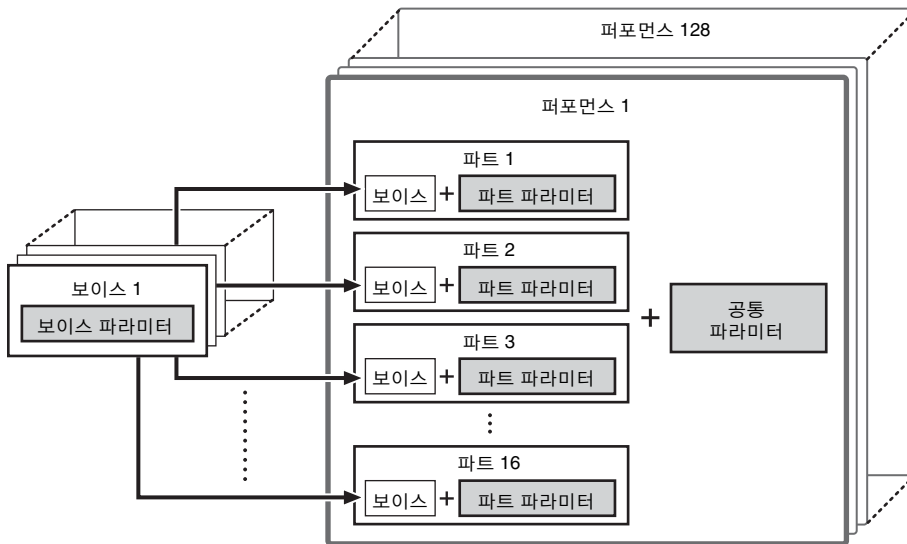 퍼포먼스 128
퍼포먼스 1
파트 1
보이스 + 파트 파라미터
파트 2
보이스 + 파트 파라미터
보이스 1
보이스 파라미터
+
공통
파라미터
파트 3
보이스 + 파트 파라미터
파트 16
보이스 + 파트 파라미터